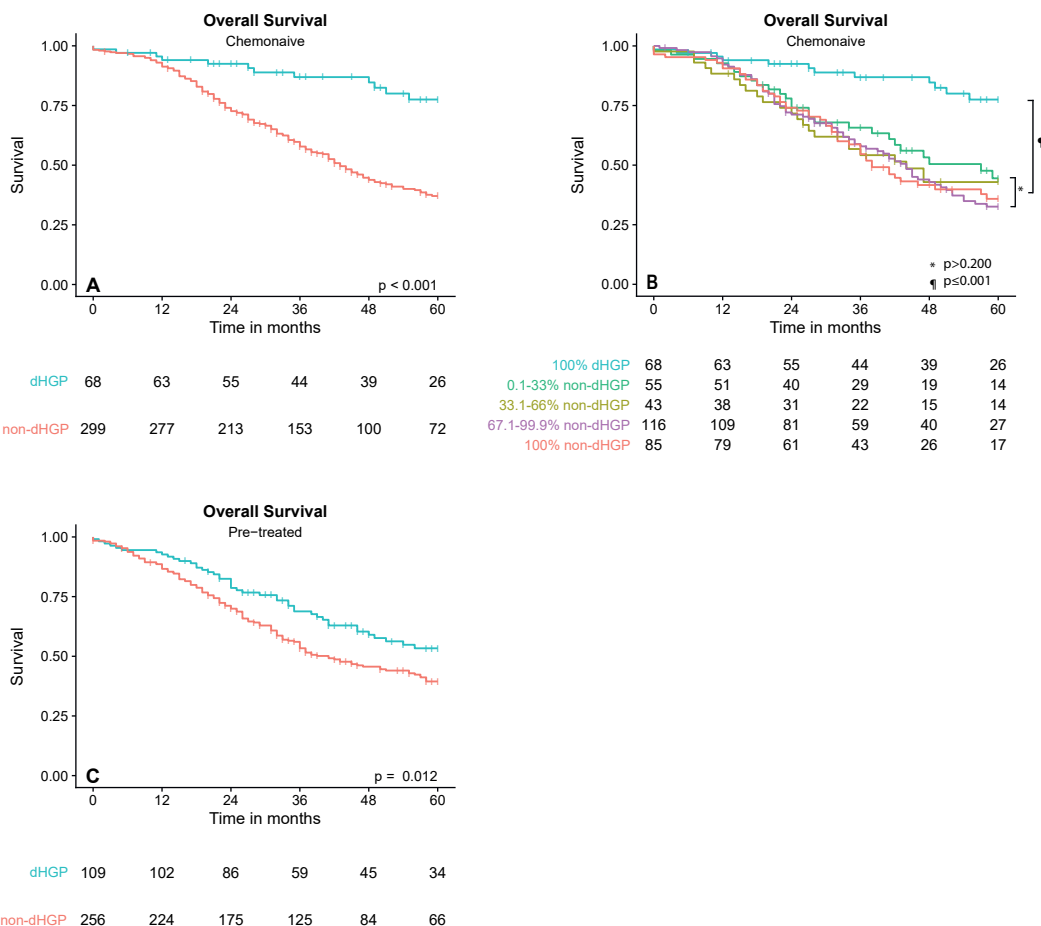 Overall Survival
Chemonaive
1.00
0.75
0.50
0.25
0.00
Survival
A
p < 0.001
0 12 24 36 48 60
Time in months
dHGP 68 63 55 44 39 26
non-dHGP 299 277 213 153 100 72
Overall Survival
Chemonaive
1.00
0.75
0.50
0.25
0.00
Survival
¶
*
B
* p>0.200
¶ p≤0.001
0 12 24 36 48 60
Time in months
100% dHGP 68 63 55 44 39 26
0.1-33% non-dHGP 55 51 40 29 19 14
33.1-66% non-dHGP 43 38 31 22 15 14
67.1-99.9% non-dHGP 116 109 81 59 40 27
100% non-dHGP 85 79 61 43 26 17
Overall Survival
Pre−treated
1.00
0.75
0.50
0.25
0.00
Survival
C
p = 0.012
0 12 24 36 48 60
Time in months
dHGP 109 102 86 59 45 34
non-dHGP 256 224 175 125 84 66